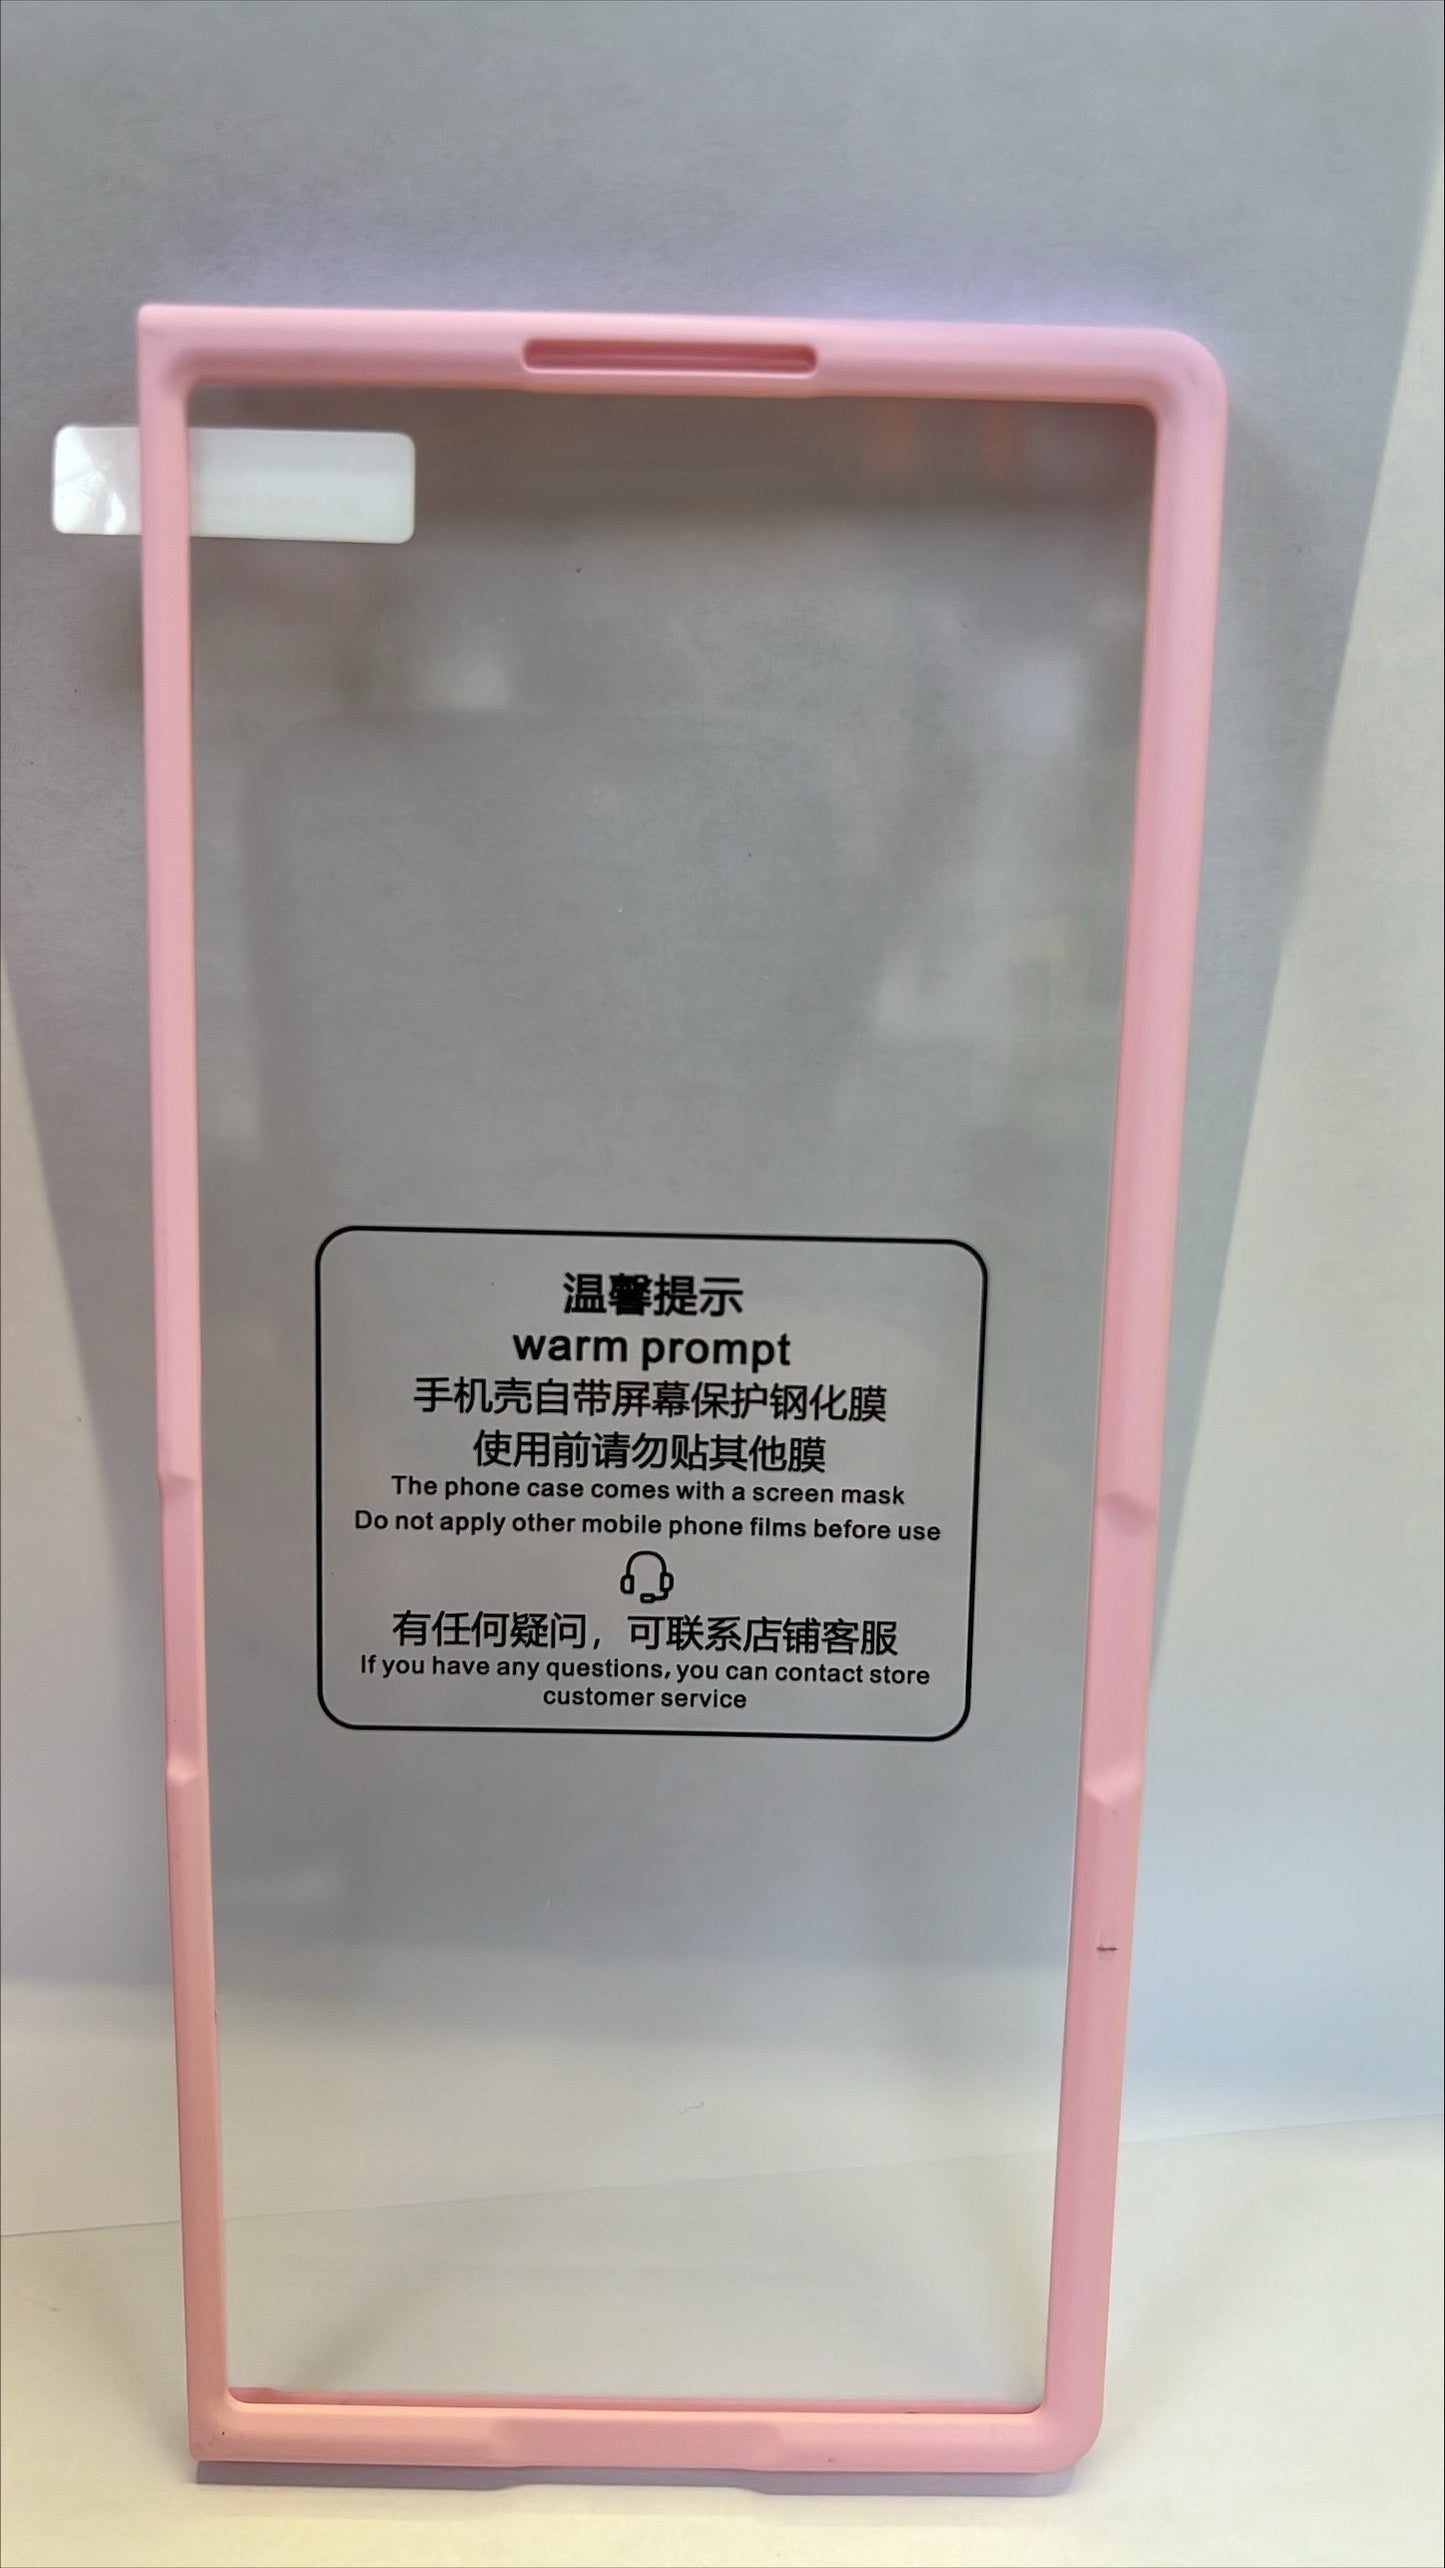 温馨提示
warm prompt
手机壳自带屏幕保护钢化膜
使用前请勿贴其他膜
The phone case comes with a screen mask
Do not apply other mobile phone films before use
有任何疑问，可联系店铺客服
If you have any questions, you can contact store
customer service